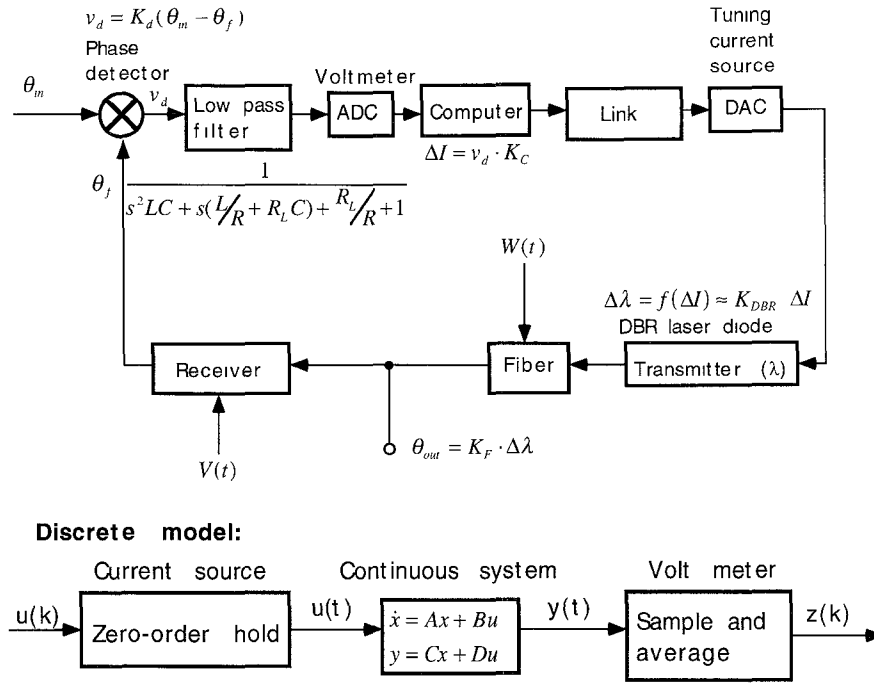 v_d = K_d (θ_in − θ_f)
Phase
detector
θ_in
v_d
Low pass
filter
Voltmeter
ADC
Computer
ΔI = v_d · K_C
Link
Tuning
current
source
DAC
θ_f
1
s²LC + s(L/R + R_L C) + R_L/R + 1
W(t)
Δλ = f(ΔI) ≈ K_DBR ΔI
DBR laser diode
Receiver
Fiber
Transmitter (λ)
V(t)
θ_out = K_F · Δλ
Discrete model:
Current source
Continuous system
Volt meter
u(k)
Zero-order hold
u(t)
ẋ = Ax + Bu
y = Cx + Du
y(t)
Sample and
average
z(k)